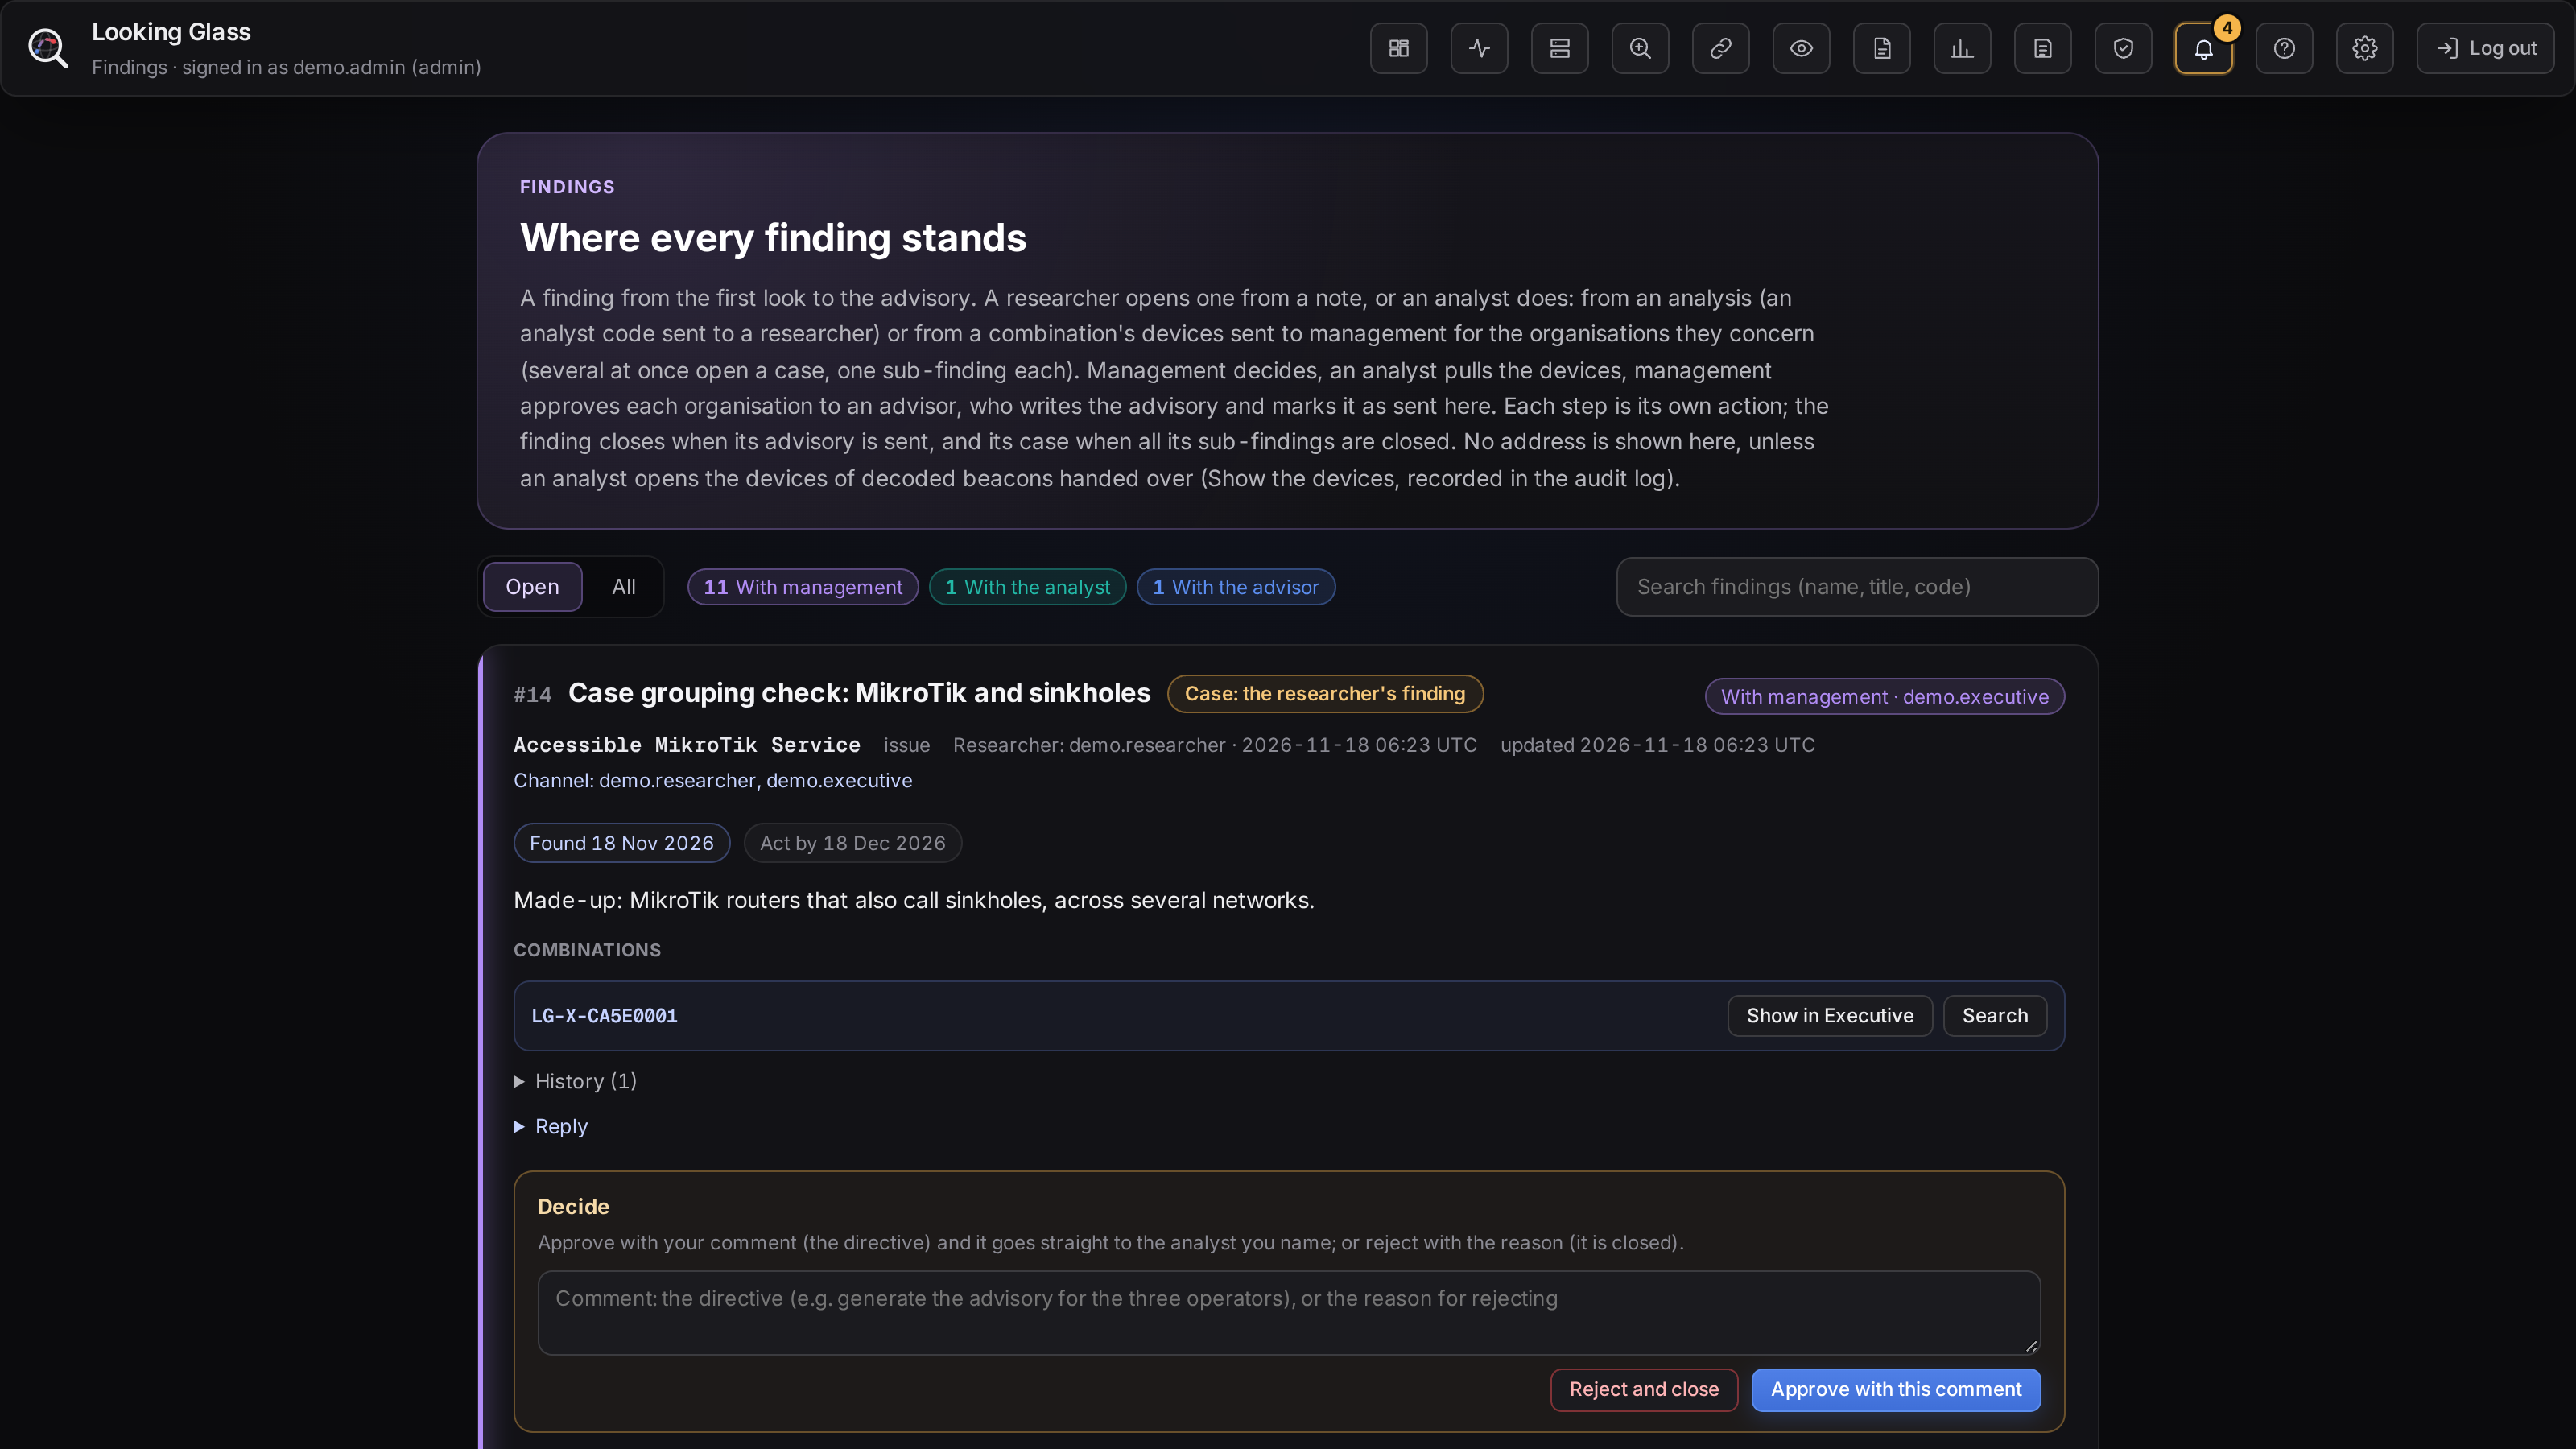 Looking Glass
Findings · signed in as demo.admin (admin)
4
Log out
FINDINGS
Where every finding stands
A finding from the first look to the advisory. A researcher opens one from a note, or an analyst does: from an analysis (an
analyst code sent to a researcher) or from a combination's devices sent to management for the organisations they concern
(several at once open a case, one sub-finding each). Management decides, an analyst pulls the devices, management
approves each organisation to an advisor, who writes the advisory and marks it as sent here. Each step is its own action; the
finding closes when its advisory is sent, and its case when all its sub-findings are closed. No address is shown here, unless
an analyst opens the devices of decoded beacons handed over (Show the devices, recorded in the audit log).
Open
All
11 With management
1 With the analyst
1 With the advisor
Search findings (name, title, code)
#14 Case grouping check: MikroTik and sinkholes
Case: the researcher's finding
With management · demo.executive
Accessible MikroTik Service issue Researcher: demo.researcher · 2026-11-18 06:23 UTC updated 2026-11-18 06:23 UTC
Channel: demo.researcher, demo.executive
Found 18 Nov 2026
Act by 18 Dec 2026
Made-up: MikroTik routers that also call sinkholes, across several networks.
COMBINATIONS
LG-X-CA5E0001
Show in Executive
Search
History (1)
Reply
Decide
Approve with your comment (the directive) and it goes straight to the analyst you name; or reject with the reason (it is closed).
Comment: the directive (e.g. generate the advisory for the three operators), or the reason for rejecting
Reject and close
Approve with this comment